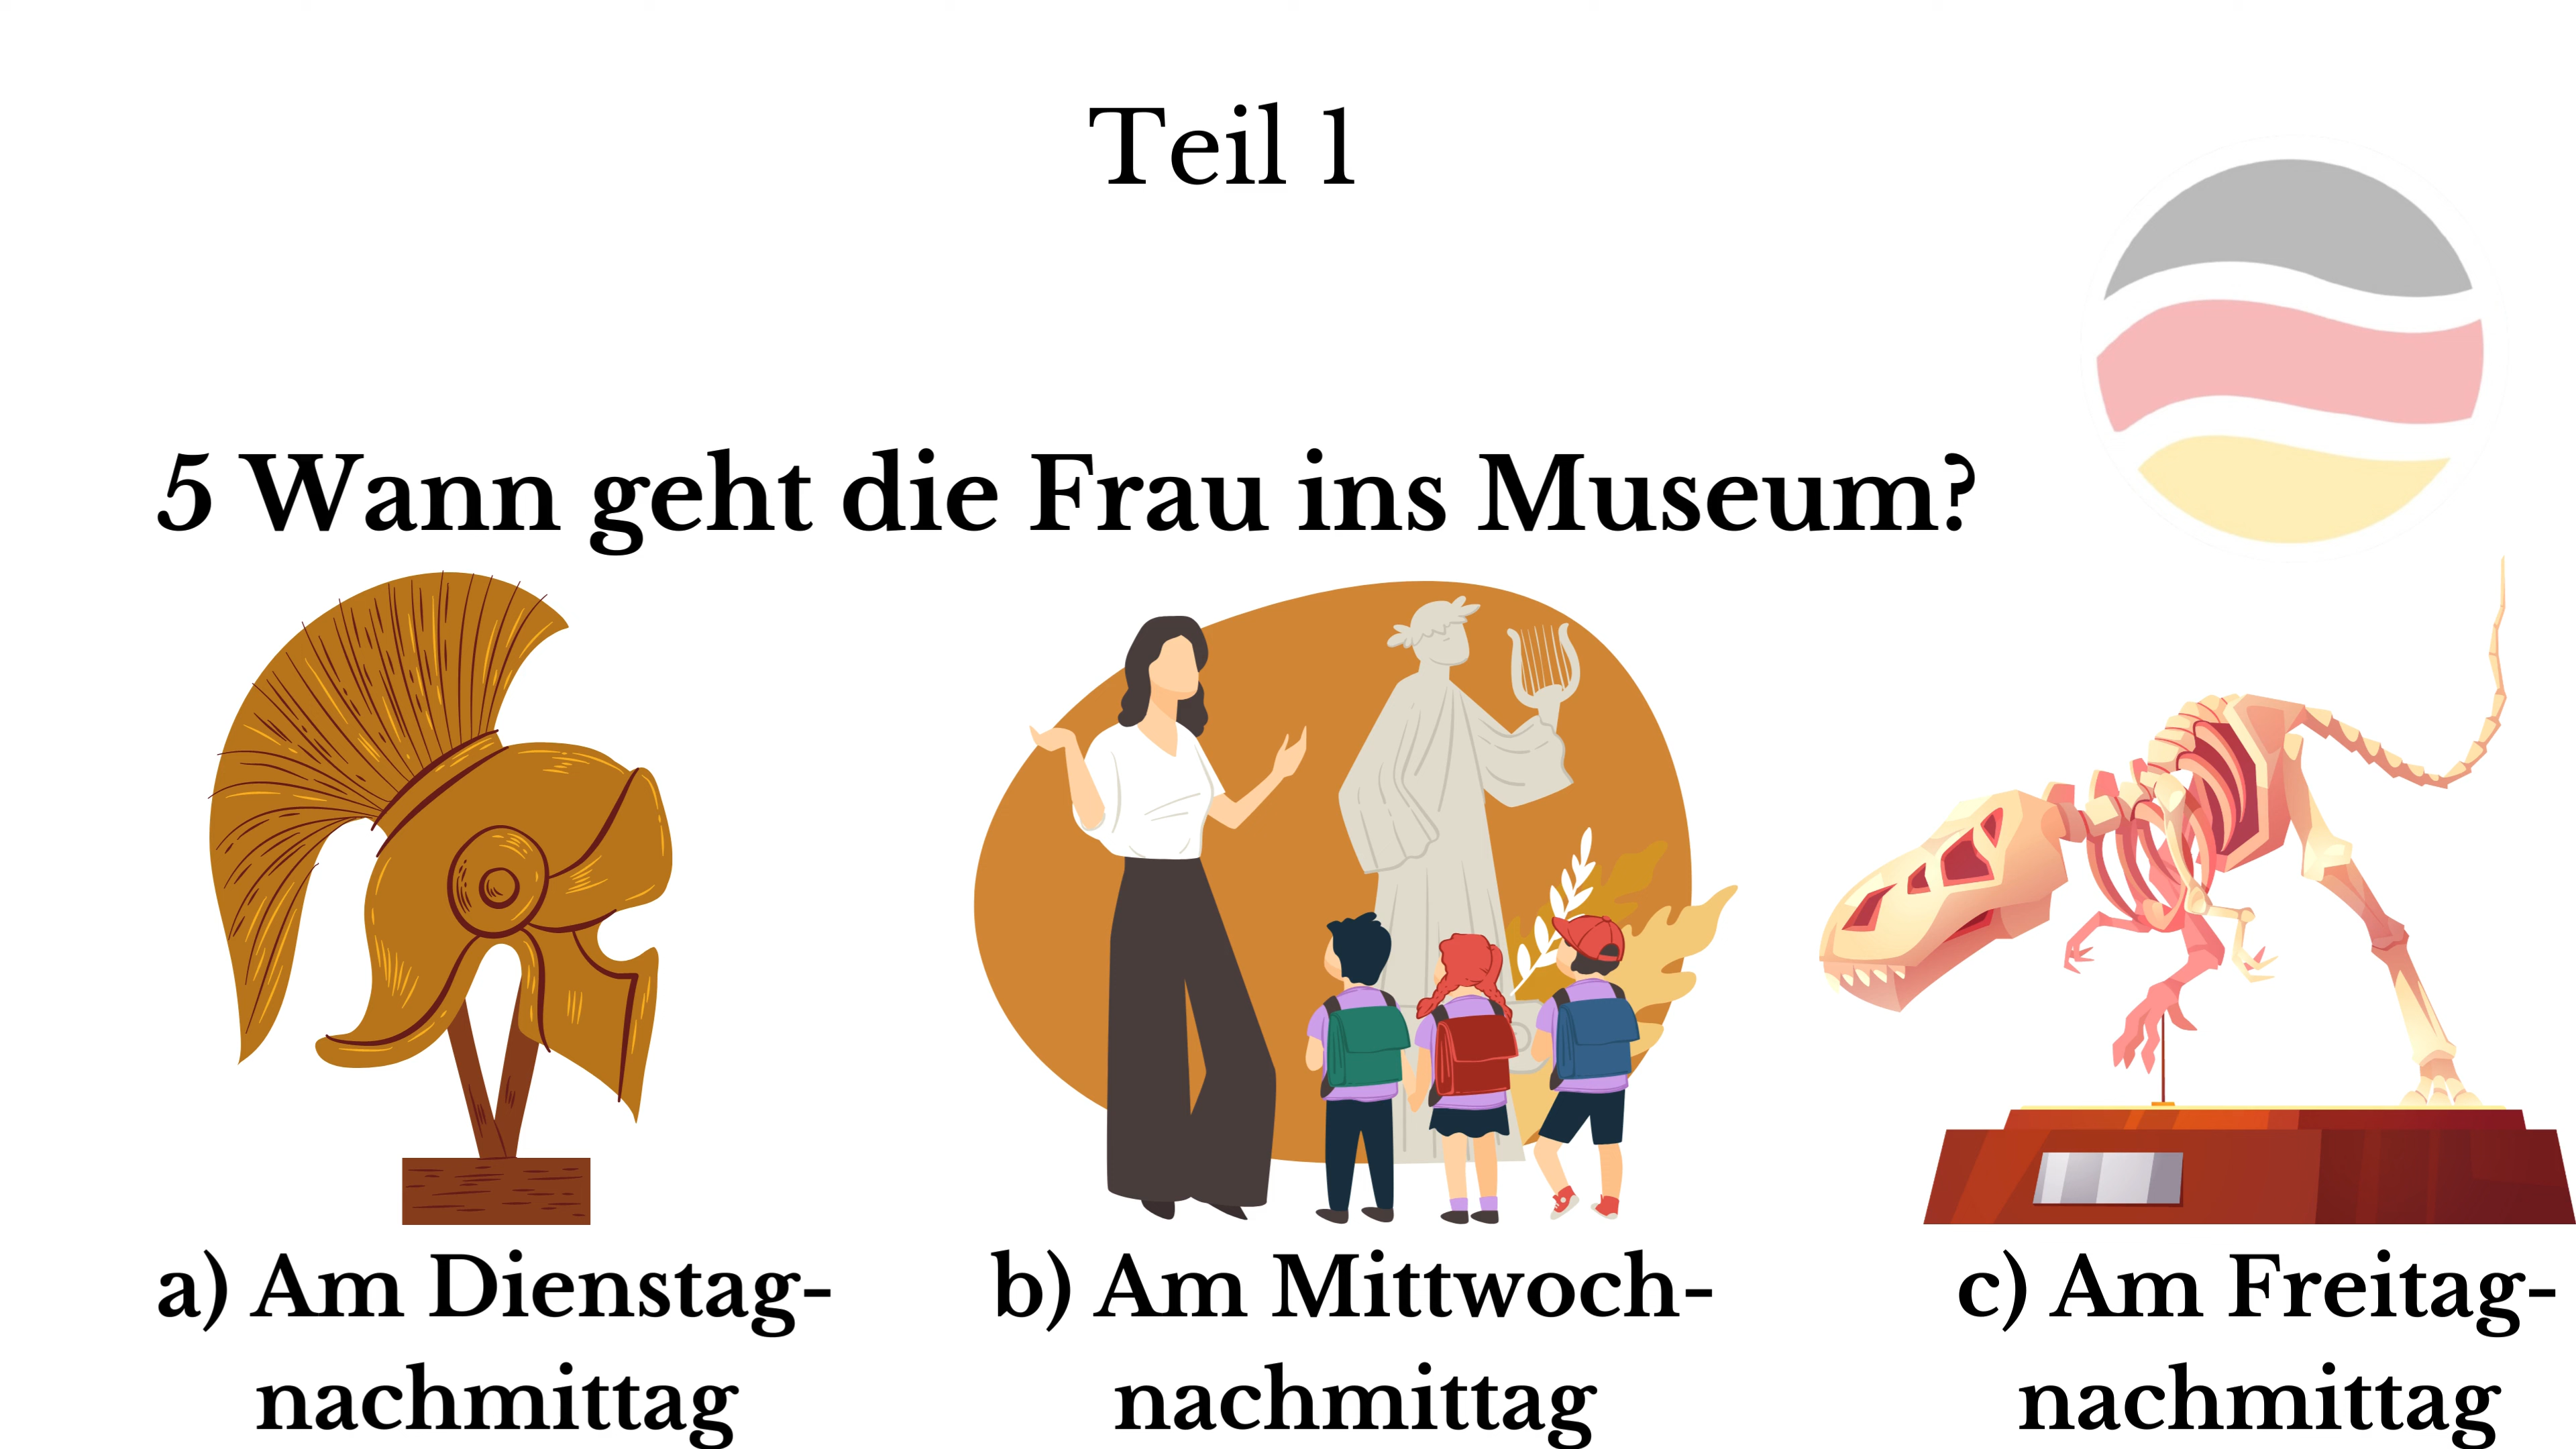 Teil 1
5 Wann geht die Frau ins Museum?
a) Am Dienstag-
nachmittag
b) Am Mittwoch-
nachmittag
c) Am Freitag-
nachmittag